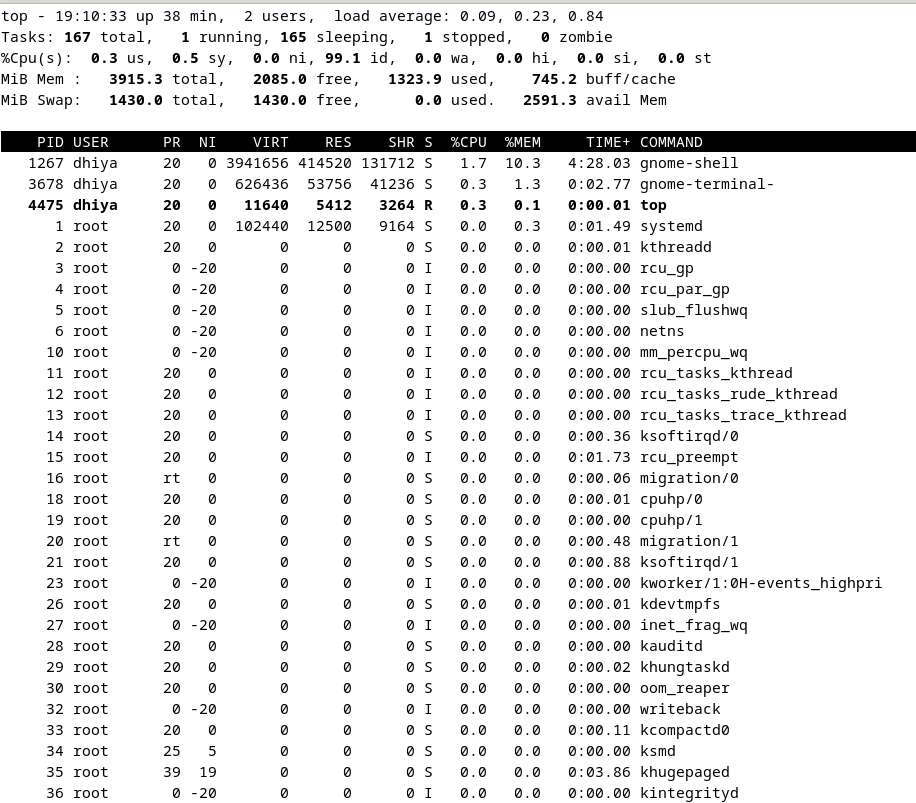 top - 19:10:33 up 38 min,  2 users,  load average: 0.09, 0.23, 0.84
Tasks: 167 total,   1 running, 165 sleeping,   1 stopped,   0 zombie
%Cpu(s):  0.3 us,  0.5 sy,  0.0 ni, 99.1 id,  0.0 wa,  0.0 hi,  0.0 si,  0.0 st
MiB Mem :   3915.3 total,   2085.0 free,   1323.9 used,    745.2 buff/cache
MiB Swap:   1430.0 total,   1430.0 free,      0.0 used.   2591.3 avail Mem
PID USER      PR  NI    VIRT    RES    SHR S  %CPU  %MEM     TIME+ COMMAND
1267 dhiya     20   0 3941656 414520 131712 S   1.7  10.3   4:28.03 gnome-shell
3678 dhiya     20   0  626436  53756  41236 S   0.3   1.3   0:02.77 gnome-terminal-
4475 dhiya     20   0   11640   5412   3264 R   0.3   0.1   0:00.01 top
1 root      20   0  102440  12500   9164 S   0.0   0.3   0:01.49 systemd
2 root      20   0       0      0      0 S   0.0   0.0   0:00.01 kthreadd
3 root       0 -20       0      0      0 I   0.0   0.0   0:00.00 rcu_gp
4 root       0 -20       0      0      0 I   0.0   0.0   0:00.00 rcu_par_gp
5 root       0 -20       0      0      0 I   0.0   0.0   0:00.00 slub_flushwq
6 root       0 -20       0      0      0 I   0.0   0.0   0:00.00 netns
10 root       0 -20       0      0      0 I   0.0   0.0   0:00.00 mm_percpu_wq
11 root      20   0       0      0      0 I   0.0   0.0   0:00.00 rcu_tasks_kthread
12 root      20   0       0      0      0 I   0.0   0.0   0:00.00 rcu_tasks_rude_kthread
13 root      20   0       0      0      0 I   0.0   0.0   0:00.00 rcu_tasks_trace_kthread
14 root      20   0       0      0      0 S   0.0   0.0   0:00.36 ksoftirqd/0
15 root      20   0       0      0      0 I   0.0   0.0   0:01.73 rcu_preempt
16 root      rt   0       0      0      0 S   0.0   0.0   0:00.06 migration/0
18 root      20   0       0      0      0 S   0.0   0.0   0:00.01 cpuhp/0
19 root      20   0       0      0      0 S   0.0   0.0   0:00.00 cpuhp/1
20 root      rt   0       0      0      0 S   0.0   0.0   0:00.48 migration/1
21 root      20   0       0      0      0 S   0.0   0.0   0:00.88 ksoftirqd/1
23 root       0 -20       0      0      0 I   0.0   0.0   0:00.00 kworker/1:0H-events_highpri
26 root      20   0       0      0      0 S   0.0   0.0   0:00.01 kdevtmpfs
27 root       0 -20       0      0      0 I   0.0   0.0   0:00.00 inet_frag_wq
28 root      20   0       0      0      0 S   0.0   0.0   0:00.00 kauditd
29 root      20   0       0      0      0 S   0.0   0.0   0:00.02 khungtaskd
30 root      20   0       0      0      0 S   0.0   0.0   0:00.00 oom_reaper
32 root       0 -20       0      0      0 I   0.0   0.0   0:00.00 writeback
33 root      20   0       0      0      0 S   0.0   0.0   0:00.11 kcompactd0
34 root      25   5       0      0      0 S   0.0   0.0   0:00.00 ksmd
35 root      39  19       0      0      0 S   0.0   0.0   0:03.86 khugepaged
36 root       0 -20       0      0      0 I   0.0   0.0   0:00.00 kintegrityd